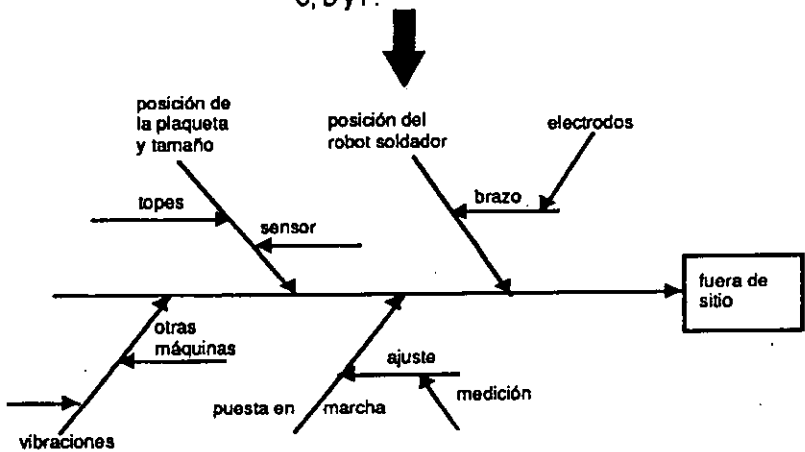 C, D y F.
posición de
la plaqueta
y tamaño
posición del
robot soldador
electrodos
topes
brazo
sensor
fuera de
sitio
otras
máquinas
ajuste
puesta en marcha
medición
vibraciones